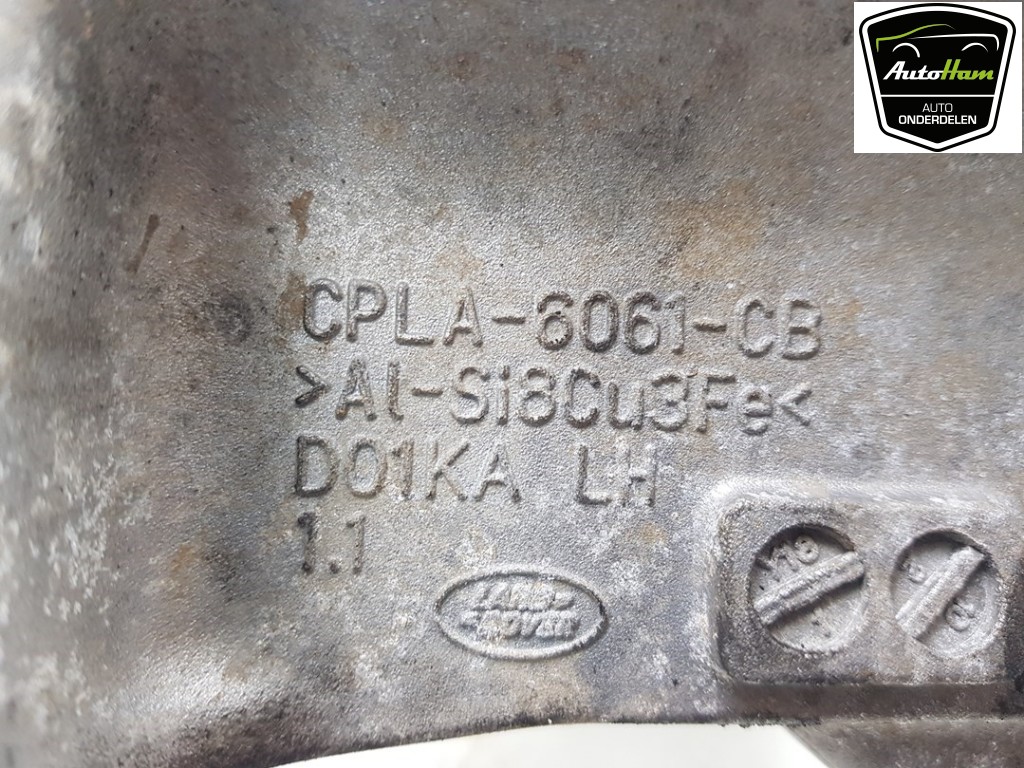 AutoHam
AUTO
ONDERDELEN
CPLA-6061-CB
>Al-Si8Cu3Fe<
D01KA LH
1.1
LAND-
ROVER